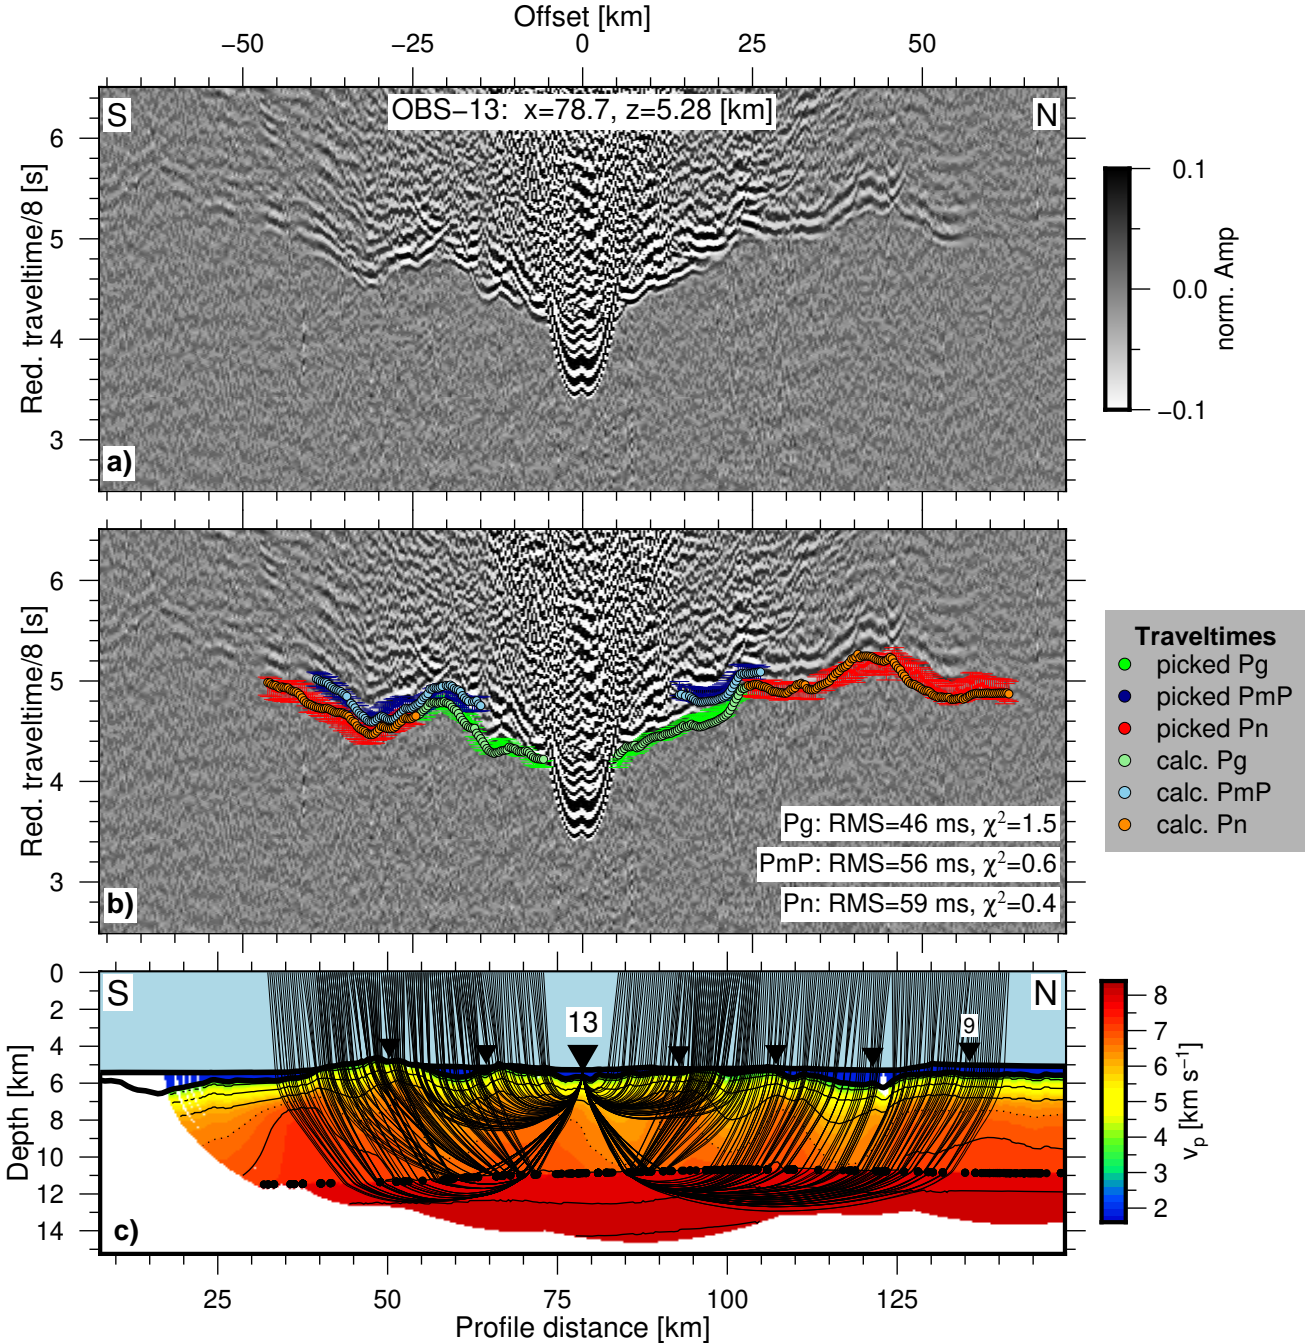 Offset [km]
−50 −25 0 25 50
S OBS−13: x=78.7, z=5.28 [km] N
6
5
4
3
Red. traveltime/8 [s]
a)
0.1
0.0
−0.1
norm. Amp
6
5
4
3
Red. traveltime/8 [s]
Pg: RMS=46 ms, χ²=1.5
PmP: RMS=56 ms, χ²=0.6
Pn: RMS=59 ms, χ²=0.4
b)
Traveltimes
picked Pg
picked PmP
picked Pn
calc. Pg
calc. PmP
calc. Pn
0
2
4
6
8
10
12
14
Depth [km]
S N
13
9
c)
8
7
6
5
4
3
2
vp [km s⁻¹]
25 50 75 100 125
Profile distance [km]